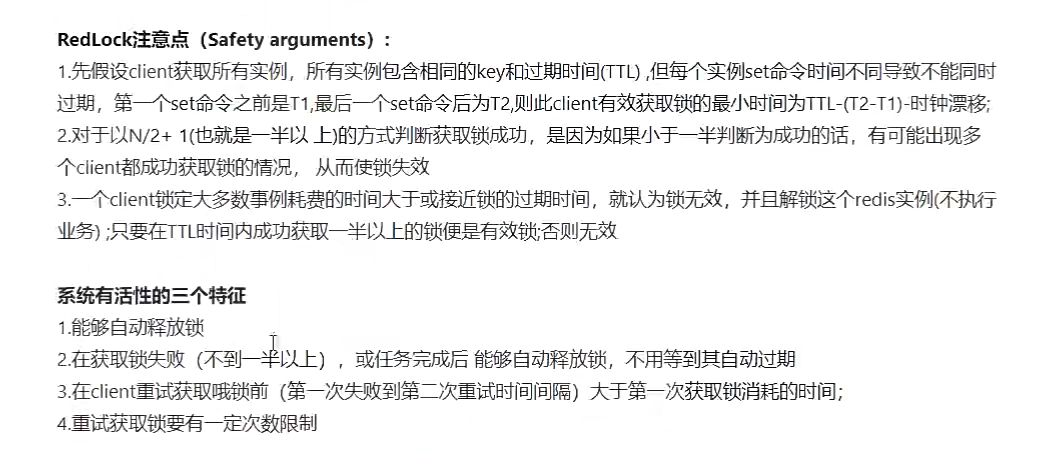 RedLock注意点（Safety arguments）:
1.先假设client获取所有实例，所有实例包含相同的key和过期时间(TTL) ,但每个实例set命令时间不同导致不能同时
过期，第一个set命令之前是T1,最后一个set命令后为T2,则此client有效获取锁的最小时间为TTL-(T2-T1)-时钟漂移;
2.对于以N/2+ 1(也就是一半以 上)的方式判断获取锁成功，是因为如果小于一半判断为成功的话，有可能出现多
个client都成功获取锁的情况， 从而使锁失效
3.一个client锁定大多数事例耗费的时间大于或接近锁的过期时间，就认为锁无效，并且解锁这个redis实例(不执行
业务) ;只要在TTL时间内成功获取一半以上的锁便是有效锁;否则无效
系统有活性的三个特征
1.能够自动释放锁
2.在获取锁失败（不到一半以上），或任务完成后 能够自动释放锁，不用等到其自动过期
3.在client重试获取哦锁前（第一次失败到第二次重试时间间隔）大于第一次获取锁消耗的时间;
4.重试获取锁要有一定次数限制